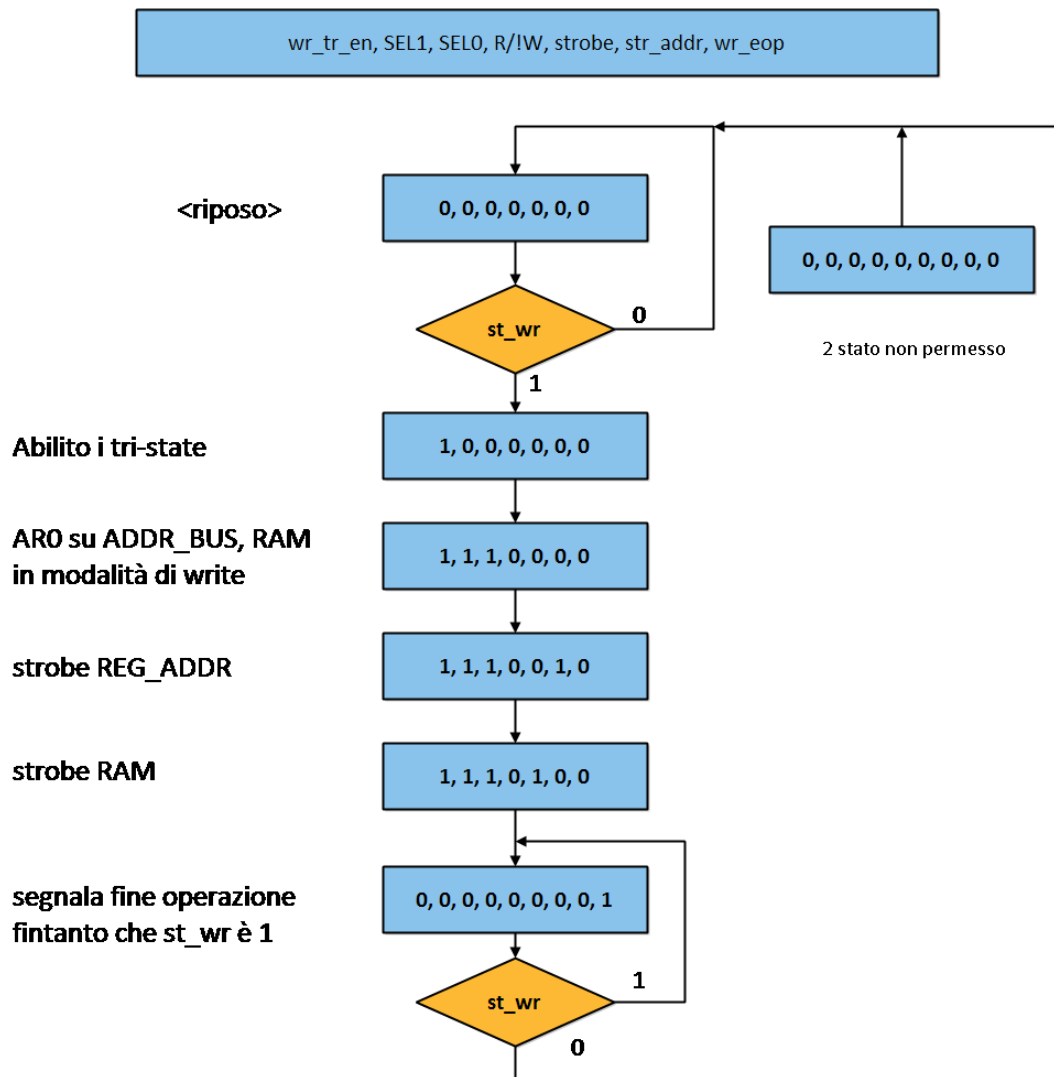 wr_tr_en, SEL1, SEL0, R/!W, strobe, str_addr, wr_eop
<riposo>
0, 0, 0, 0, 0, 0, 0
0, 0, 0, 0, 0, 0, 0, 0, 0
st_wr
0
2 stato non permesso
1
Abilito i tri-state
1, 0, 0, 0, 0, 0, 0
AR0 su ADDR_BUS, RAM
in modalità di write
1, 1, 1, 0, 0, 0, 0
strobe REG_ADDR
1, 1, 1, 0, 0, 1, 0
strobe RAM
1, 1, 1, 0, 1, 0, 0
segnala fine operazione
fintanto che st_wr è 1
0, 0, 0, 0, 0, 0, 0, 0, 1
st_wr
1
0